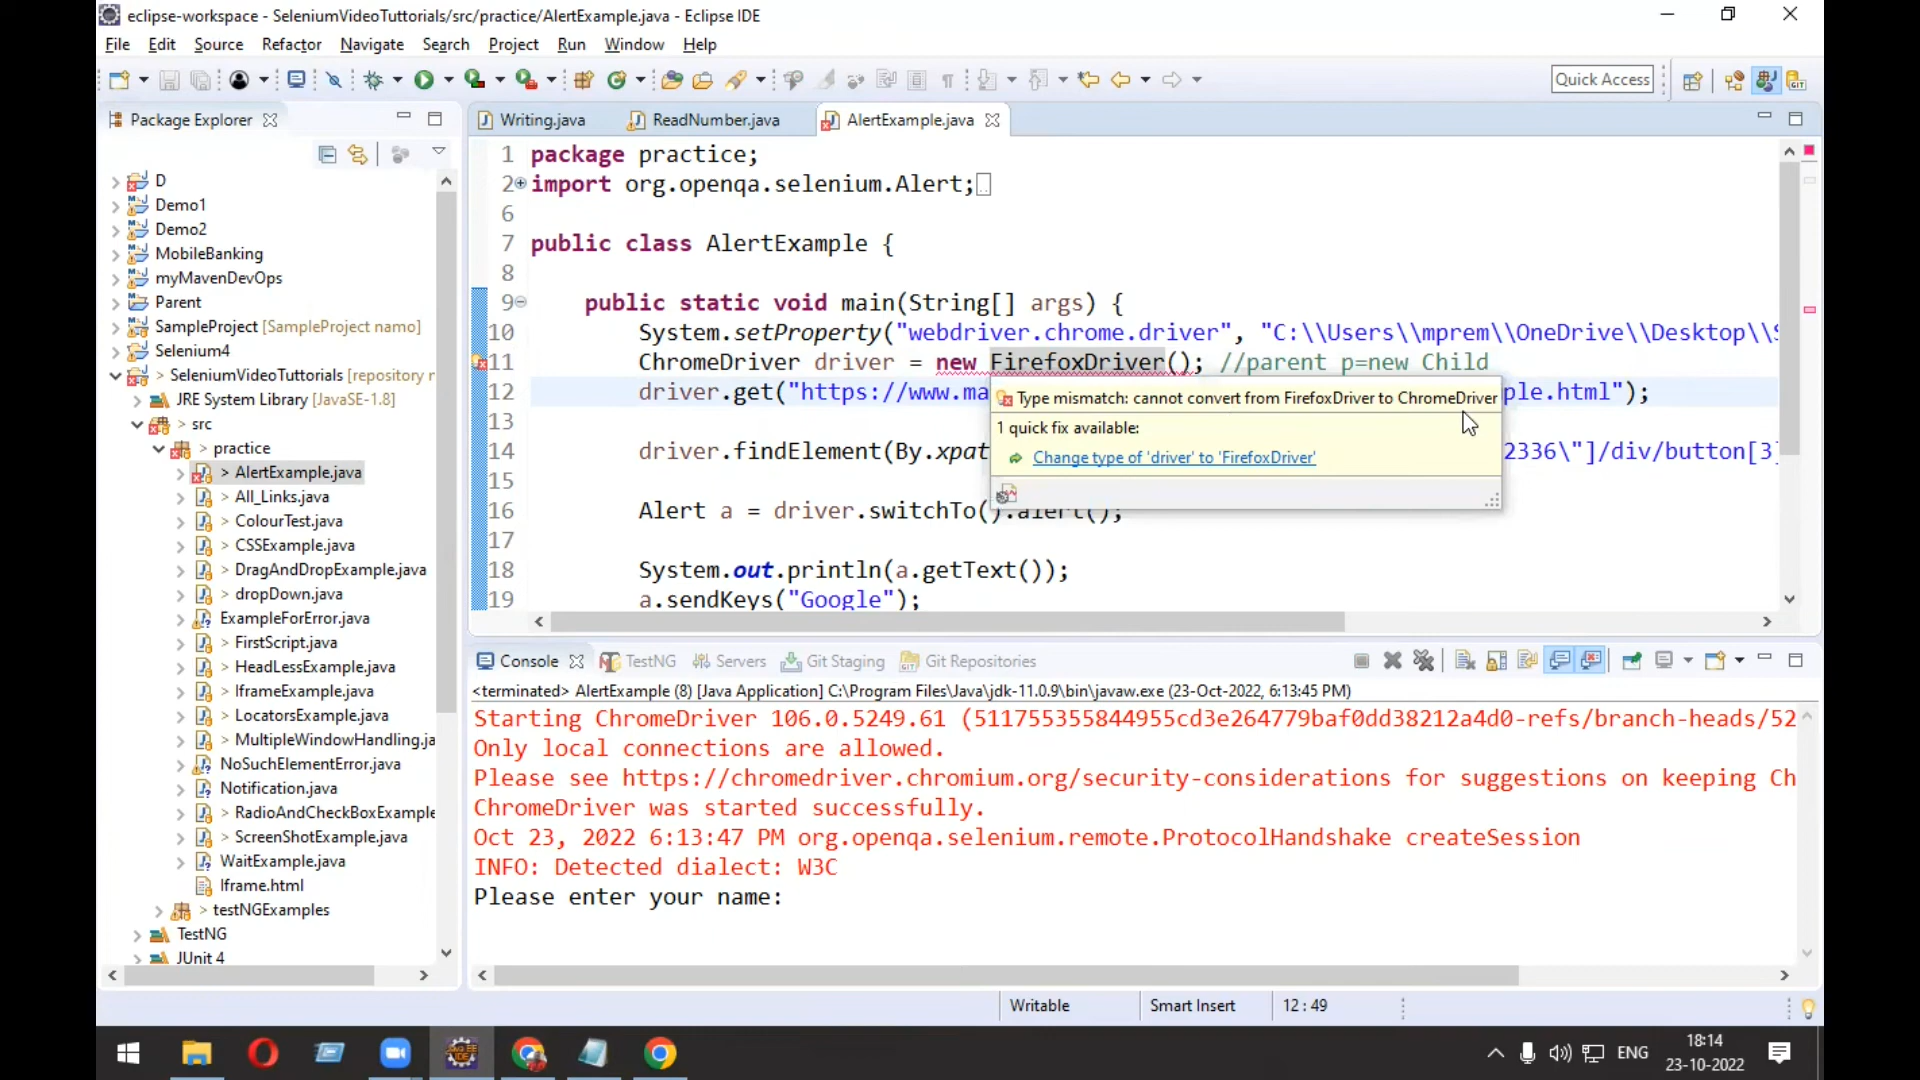 eclipse-workspace - SeleniumVideoTuttorials/src/practice/AlertExample.java - Eclipse IDE
File Edit Source Refactor Navigate Search Project Run Window Help
Quick Access
Package Explorer
D
Demo1
Demo2
MobileBanking
myMavenDevOps
Parent
SampleProject [SampleProject namo]
Selenium4
> SeleniumVideoTuttorials [repository r
JRE System Library [JavaSE-1.8]
> src
> practice
> AlertExample.java
> All_Links.java
> ColourTest.java
> CSSExample.java
> DragAndDropExample.java
> dropDown.java
ExampleForError.java
> FirstScript.java
> HeadLessExample.java
> IframeExample.java
> LocatorsExample.java
> MultipleWindowHandling.ja
NoSuchElementError.java
Notification.java
> RadioAndCheckBoxExample
> ScreenShotExample.java
WaitExample.java
Iframe.html
> testNGExamples
TestNG
JUnit 4
Writing.java ReadNumber.java AlertExample.java
1 package practice;
2 import org.openqa.selenium.Alert;
6
7 public class AlertExample {
8
9 public static void main(String[] args) {
10 System.setProperty("webdriver.chrome.driver", "C:\\Users\\mprem\\OneDrive\\Desktop\\S
11 ChromeDriver driver = new FirefoxDriver(); //parent p=new Child
12 driver.get("https://www.ma ple.html");
Type mismatch: cannot convert from FirefoxDriver to ChromeDriver
1 quick fix available:
Change type of 'driver' to 'FirefoxDriver'
13
14 driver.findElement(By.xpat 2336\"]/div/button[3]
15
16 Alert a = driver.switchTo().alert();
17
18 System.out.println(a.getText());
19 a.sendKeys("Google");
Console TestNG Servers Git Staging Git Repositories
<terminated> AlertExample (8) [Java Application] C:\Program Files\Java\jdk-11.0.9\bin\javaw.exe (23-Oct-2022, 6:13:45 PM)
Starting ChromeDriver 106.0.5249.61 (511755355844955cd3e264779baf0dd38212a4d0-refs/branch-heads/52
Only local connections are allowed.
Please see https://chromedriver.chromium.org/security-considerations for suggestions on keeping Ch
ChromeDriver was started successfully.
Oct 23, 2022 6:13:47 PM org.openqa.selenium.remote.ProtocolHandshake createSession
INFO: Detected dialect: W3C
Please enter your name:
Writable Smart Insert 12 : 49
ENG
18:14
23-10-2022